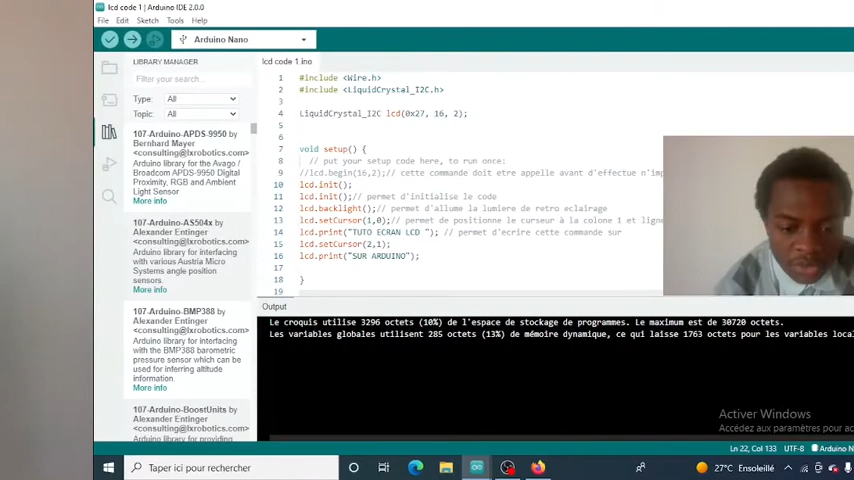 lcd code 1 | Arduino IDE 2.0.0
File Edit Sketch Tools Help
Arduino Nano
LIBRARY MANAGER
lcd code 1.ino
Filter your search...
Type: All
Topic: All
107-Arduino-APDS-9950 by
Bernhard Mayer
<consulting@lxrobotics.com>
Arduino library for the Avago /
Broadcom APDS-9950 Digital
Proximity, RGB and Ambient
Light Sensor
More info
107-Arduino-AS504x by
Alexander Entinger
<consulting@lxrobotics.com>
Arduino library for interfacing
with various Austria Micro
Systems angle position
sensors.
More info
107-Arduino-BMP388 by
Alexander Entinger
<consulting@lxrobotics.com>
Arduino library for interfacing
with the BMP388 barometric
pressure sensor which can be
used for inferring altitude
information.
More info
107-Arduino-BoostUnits by
Alexander Entinger
<consulting@lxrobotics.com>
Arduino library for providing
1 #include <Wire.h>
2 #include <LiquidCrystal_I2C.h>
3
4 LiquidCrystal_I2C lcd(0x27, 16, 2);
5
6
7 void setup() {
8 // put your setup code here, to run once:
9 //lcd.begin(16,2);// cette commande doit etre appelle avant d'effectue n'im
10 lcd.init();
11 lcd.init();// permet d'initialise le code
12 lcd.backlight();// permet d'allume la lumiere de retro eclairage
13 lcd.setCursor(1,0);// permet de positionne le curseur à la colone 1 et ligne
14 lcd.print("TUTO ECRAN LCD "); // permet d'ecrire cette commande sur
15 lcd.setCursor(2,1);
16 lcd.print("SUR ARDUINO");
17
18 }
19
Output
Le croquis utilise 3296 octets (10%) de l'espace de stockage de programmes. Le maximum est de 30720 octets.
Les variables globales utilisent 285 octets (13%) de mémoire dynamique, ce qui laisse 1763 octets pour les variables local
Activer Windows
Accédez aux paramètres pour ac
Ln 22, Col 133 UTF-8 Arduino Nan
Taper ici pour rechercher
27°C Ensoleillé